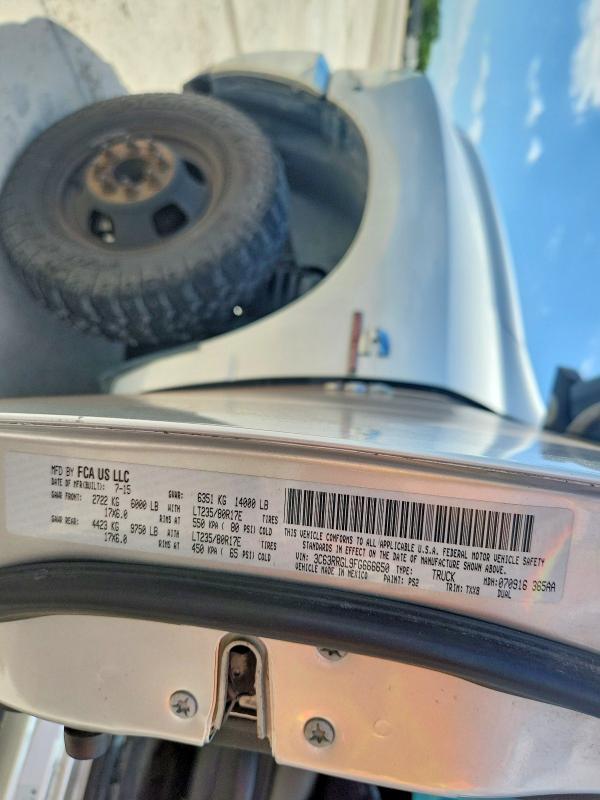 MFD BY FCA US LLC
DATE OF MFR(BUILT): 7-15 GVWR: 6351 KG 14000 LB
GAWR FRONT: 2722 KG 6000 LB WITH LT235/80R17E TIRES
17X6.0 RIMS AT 550 KPA ( 80 PSI) COLD
GAWR REAR: 4423 KG 9750 LB WITH LT235/80R17E TIRES
17X6.0 RIMS AT 450 KPA ( 65 PSI) COLD
THIS VEHICLE CONFORMS TO ALL APPLICABLE U.S.A. FEDERAL MOTOR VEHICLE SAFETY
STANDARDS IN EFFECT ON THE DATE OF MANUFACTURE SHOWN ABOVE.
VIN: 3C63RRGL9FG666650 TYPE: TRUCK MDH: 070916 365AA
VEHICLE MADE IN MEXICO PAINT: PS2 TRIM: TXX8 DUAL